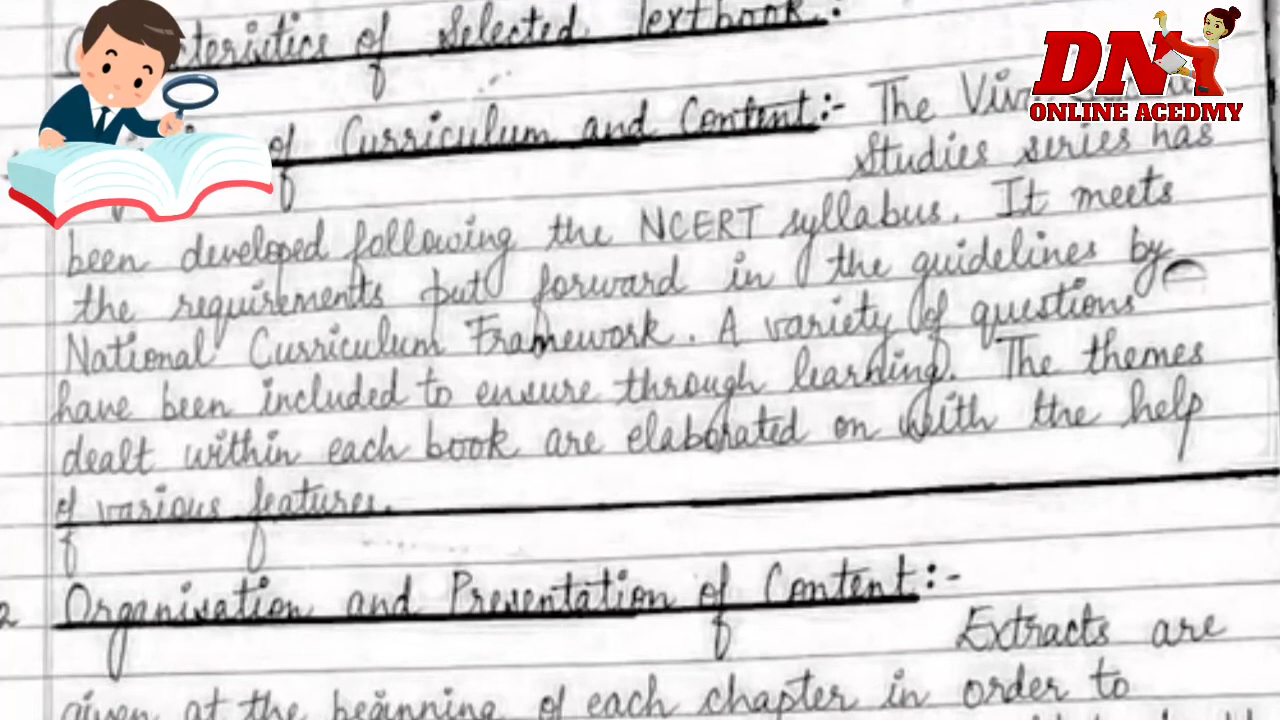 of Selected Textbook:
DN
ONLINE ACEDMY
of Curriculum and Content:- The
Studies series has
been developed following the NCERT syllabus. It meets
the requirements put forward in the guidelines by
National Curriculum Framework. A variety of questions
have been included to ensure through learning. The themes
dealt within each book are elaborated on with the help
of various features.
2 Organisation and Presentation of Content:-
Extracts are
given at the beginning of each chapter in order to